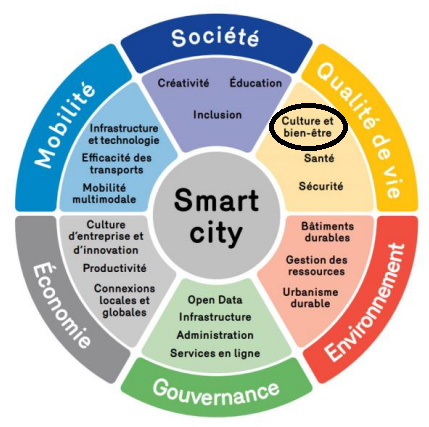 Société
Créativité
Éducation
Inclusion
Qualité de vie
Culture et
bien-être
Santé
Sécurité
Environnement
Bâtiments
durables
Gestion des
ressources
Urbanisme
durable
Gouvernance
Open Data
Infrastructure
Administration
Services en ligne
Économie
Culture
d'entreprise et
d'innovation
Productivité
Connexions
locales et
globales
Mobilité
Infrastructure
et technologie
Efficacité des
transports
Mobilité
multimodale
Smart
city